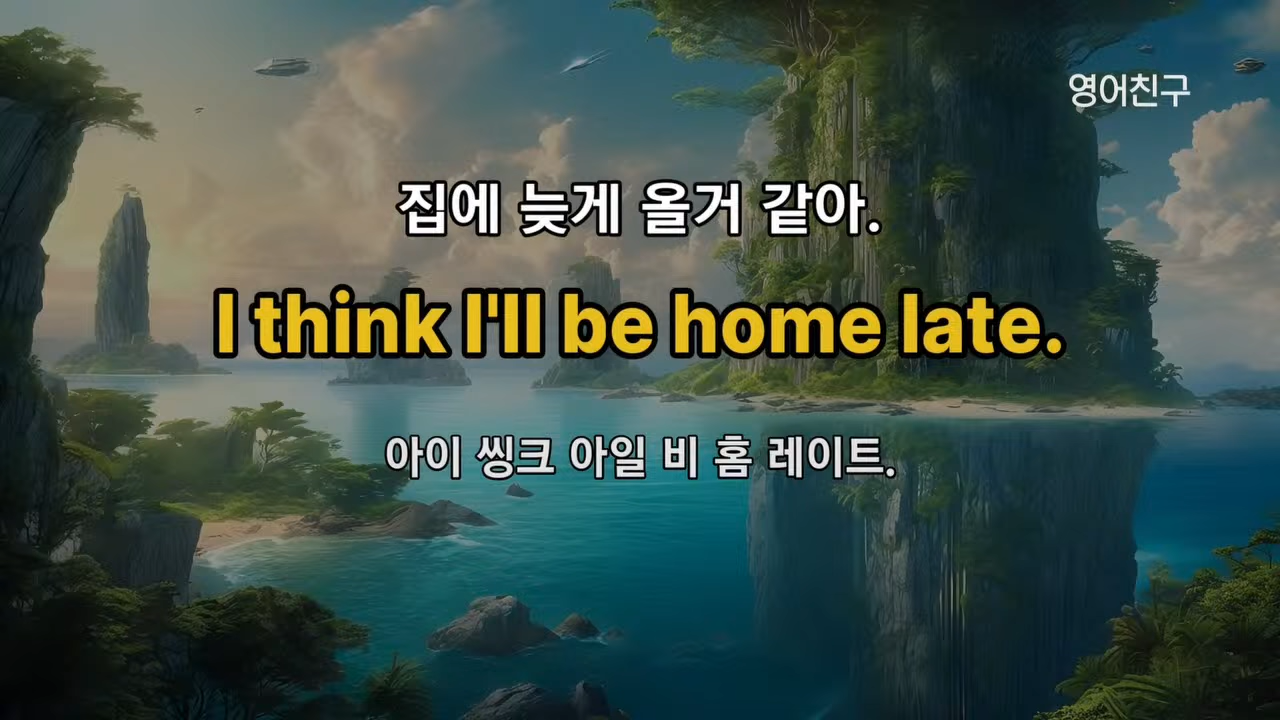 영어친구
집에 늦게 올거 같아.
I think I'll be home late.
아이 씽크 아일 비 홈 레이트.